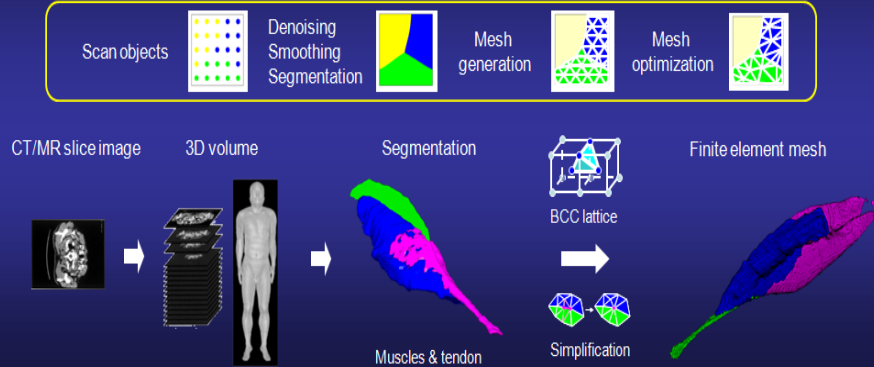 Scan objects
Denoising
Smoothing
Segmentation
Mesh
generation
Mesh
optimization
CT/MR slice image
3D volume
Segmentation
Finite element mesh
BCC lattice
Muscles & tendon
Simplification